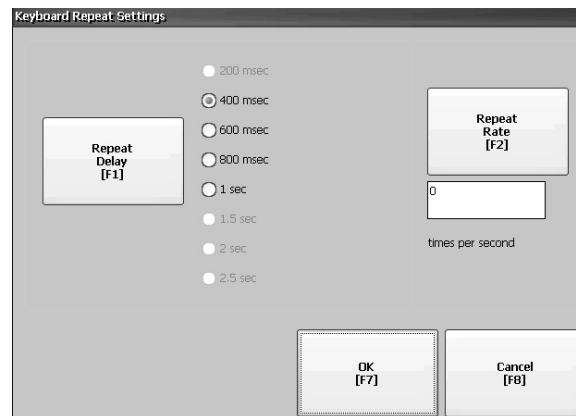 Keyboard Repeat Settings
200 msec
400 msec
600 msec
800 msec
1 sec
1.5 sec
2 sec
2.5 sec
Repeat
Delay
[F1]
Repeat
Rate
[F2]
0
times per second
OK
[F7]
Cancel
[F8]